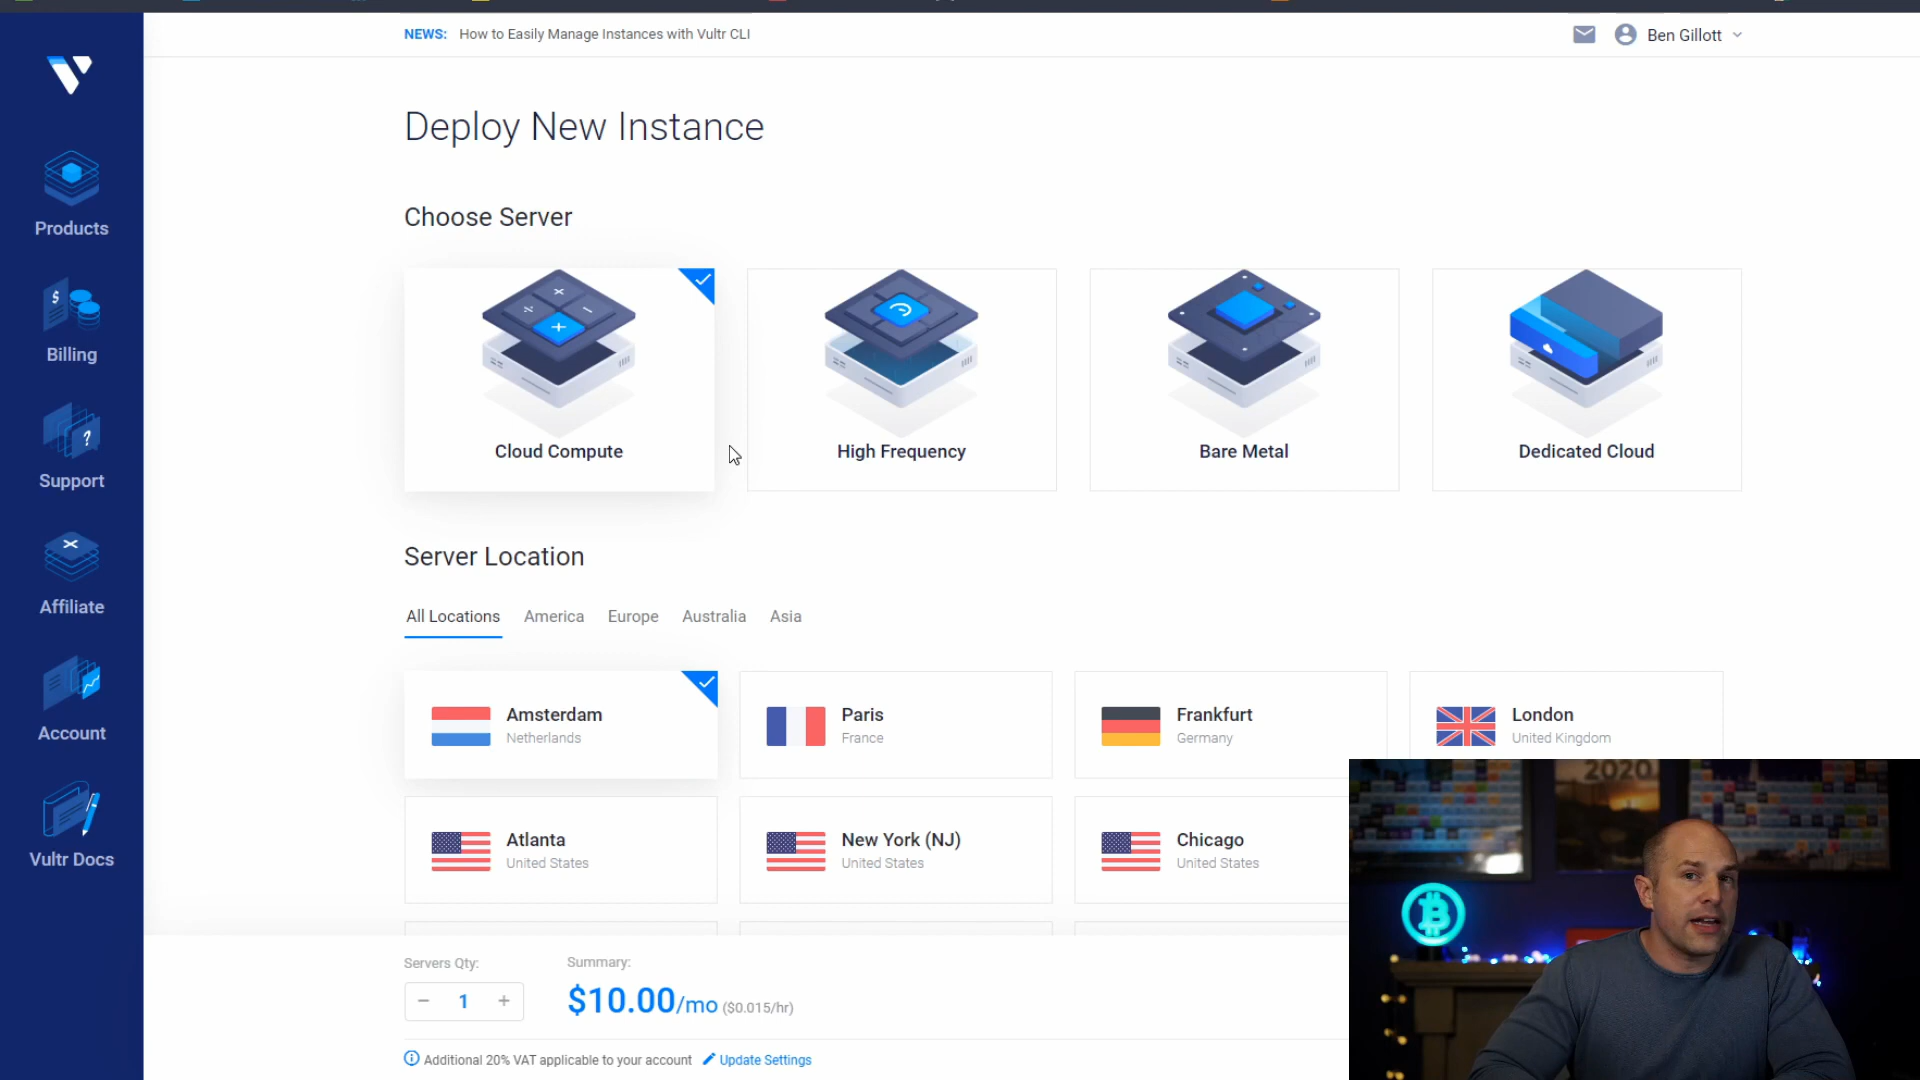 NEWS: How to Easily Manage Instances with Vultr CLI
Ben Gillott
Deploy New Instance
Choose Server
Cloud Compute
High Frequency
Bare Metal
Dedicated Cloud
Products
Billing
Support
Affiliate
Account
Vultr Docs
Server Location
All Locations America Europe Australia Asia
Amsterdam
Netherlands
Paris
France
Frankfurt
Germany
London
United Kingdom
Atlanta
United States
New York (NJ)
United States
Chicago
United States
2020
Servers Qty:
− 1 +
Summary:
$10.00/mo ($0.015/hr)
Additional 20% VAT applicable to your account Update Settings